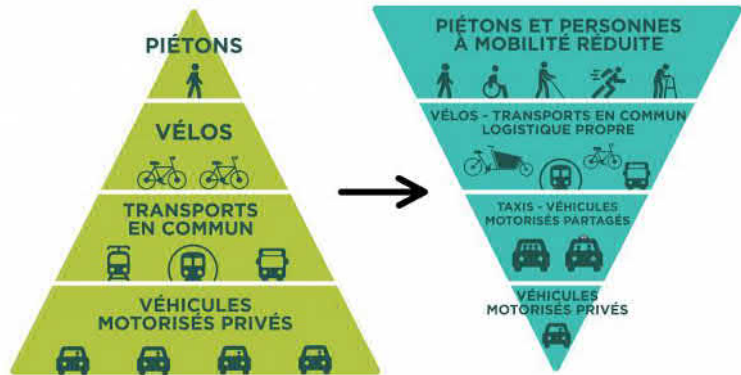 PIÉTONS
VÉLOS
TRANSPORTS
EN COMMUN
VÉHICULES
MOTORISÉS PRIVÉS
PIÉTONS ET PERSONNES
À MOBILITÉ RÉDUITE
VÉLOS - TRANSPORTS EN COMMUN
LOGISTIQUE PROPRE
TAXIS - VÉHICULES
MOTORISÉS PARTAGÉS
VÉHICULES
MOTORISÉS PRIVÉS